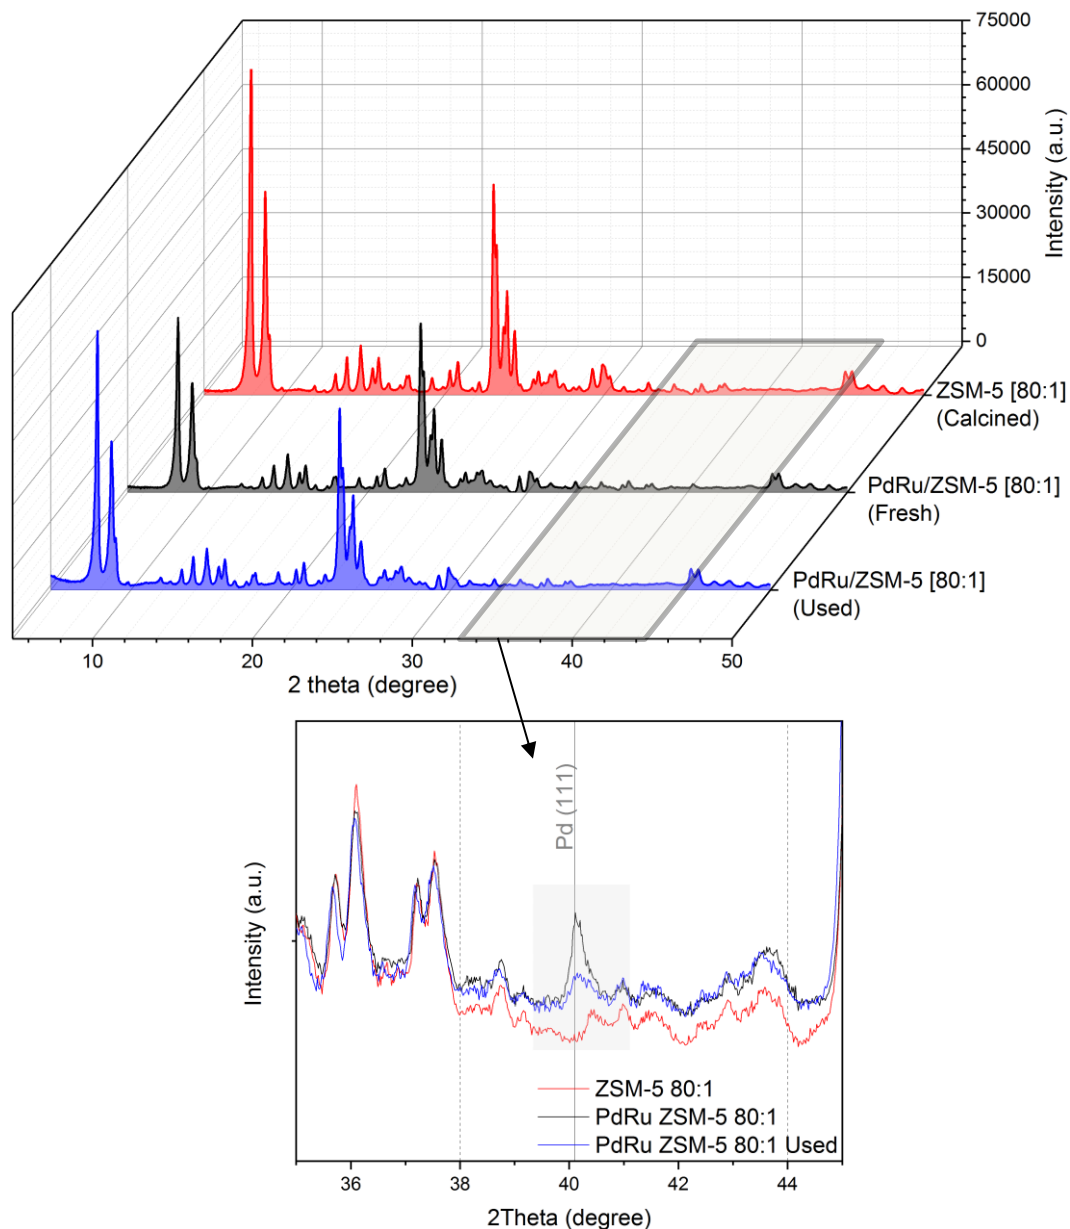 75000
60000
45000
30000
15000
0
Intensity (a.u.)
ZSM-5 [80:1]
(Calcined)
PdRu/ZSM-5 [80:1]
(Fresh)
PdRu/ZSM-5 [80:1]
(Used)
10 20 30 40 50
2 theta (degree)
Pd (111)
Intensity (a.u.)
ZSM-5 80:1
PdRu ZSM-5 80:1
PdRu ZSM-5 80:1 Used
36 38 40 42 44
2Theta (degree)